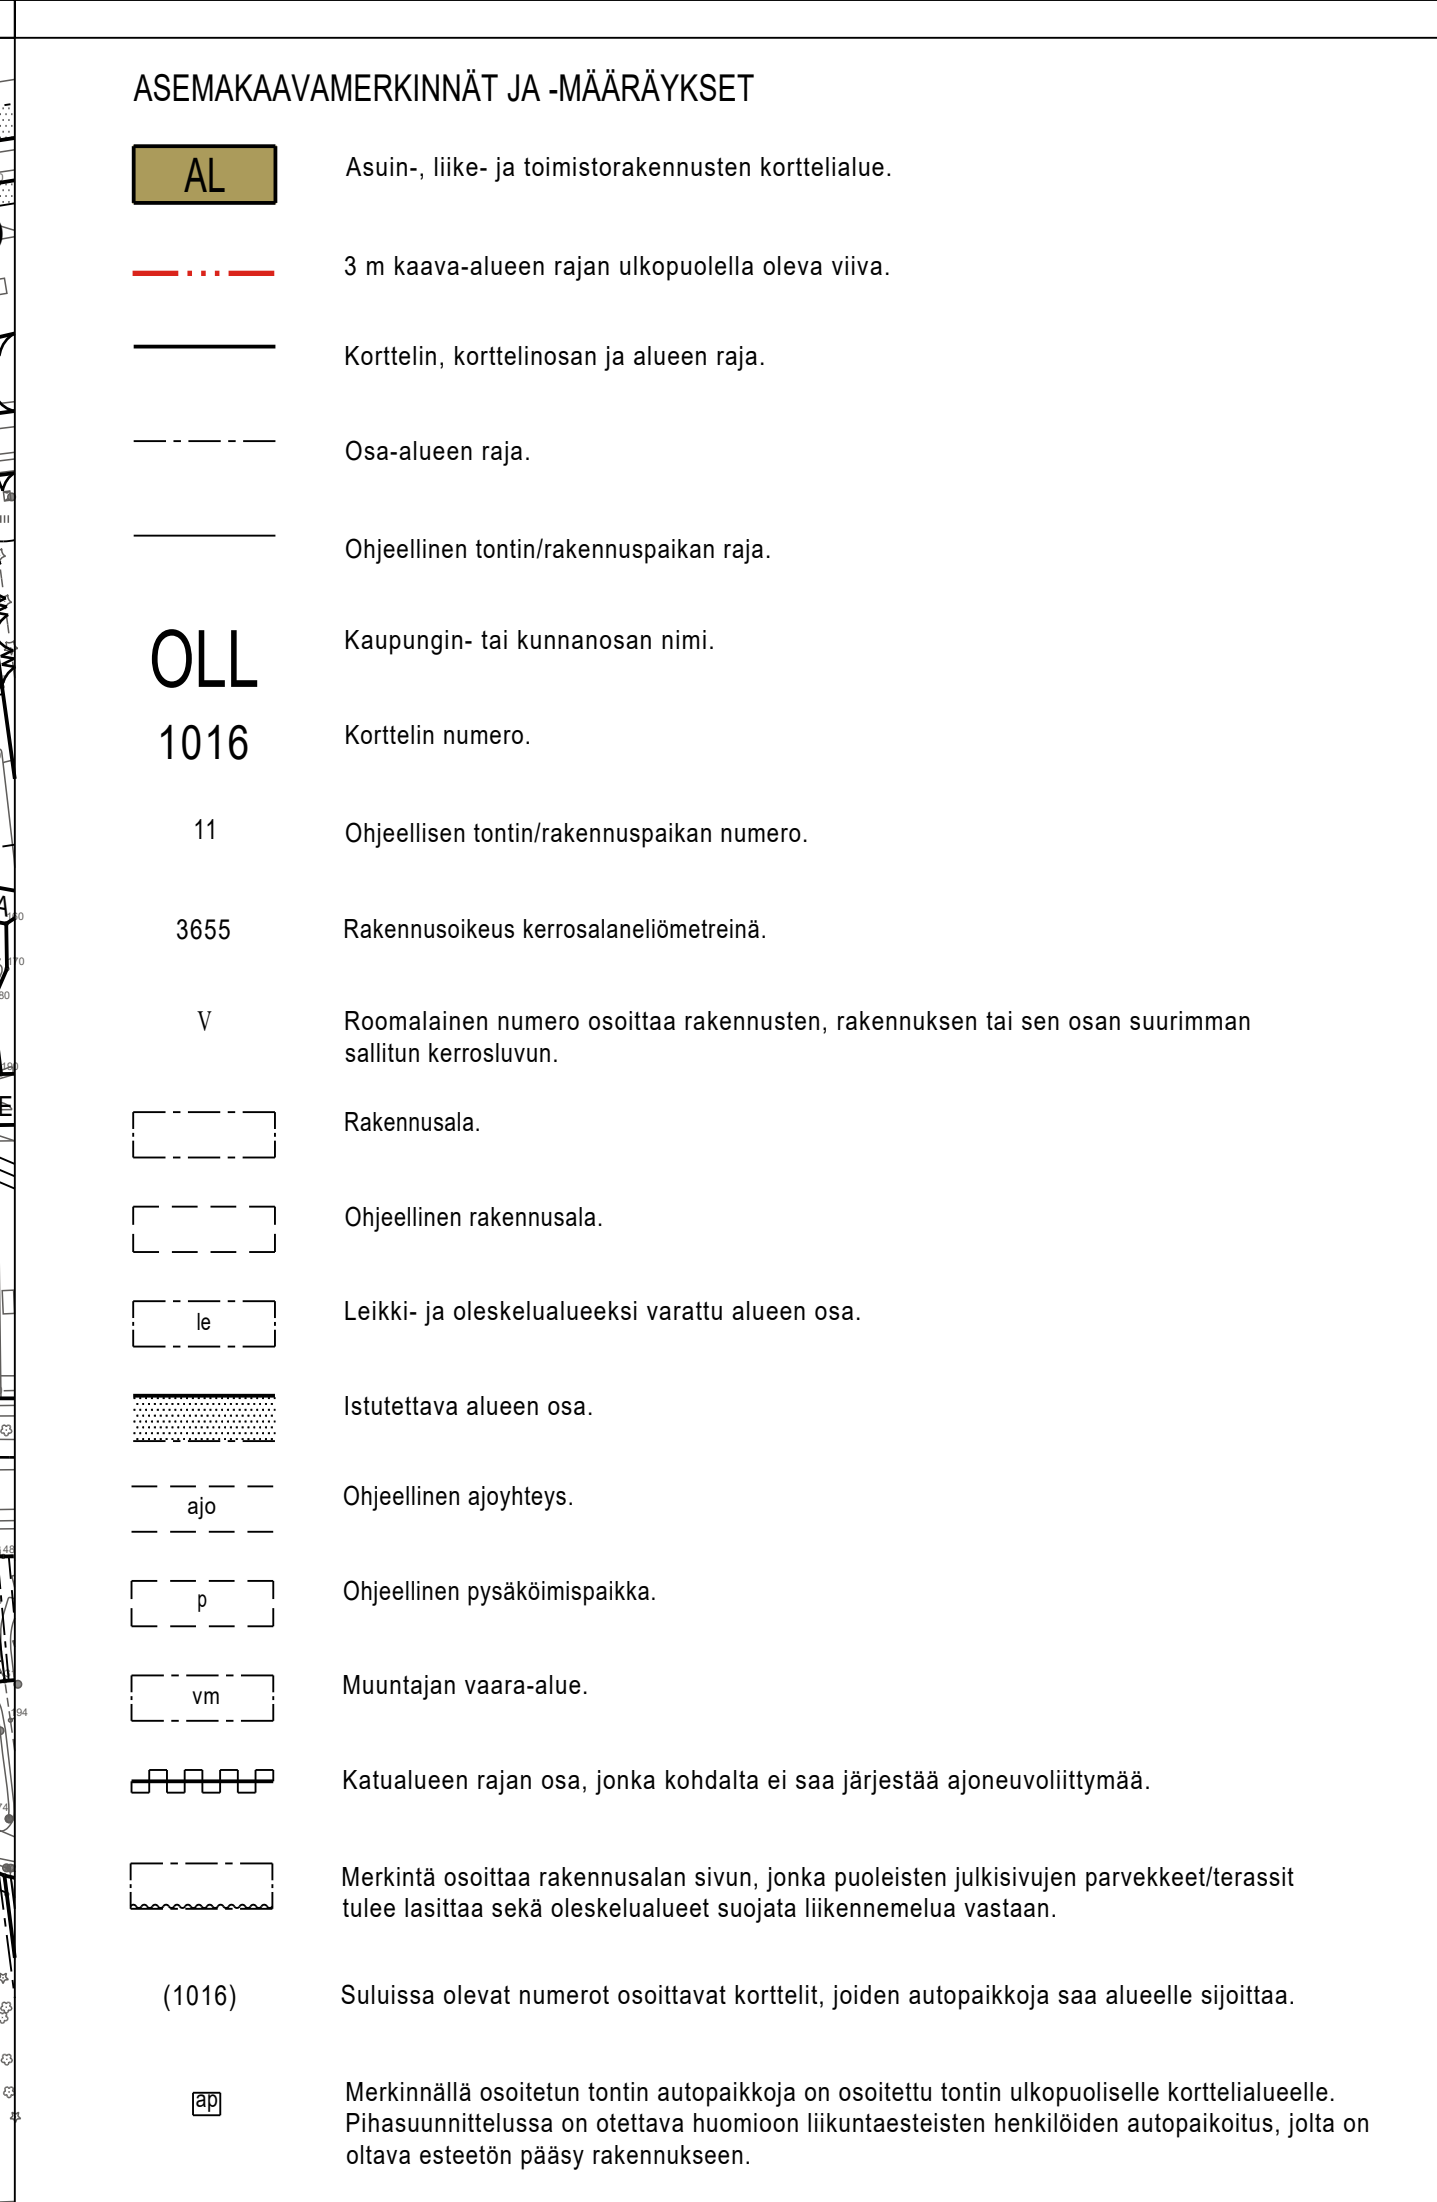 ASEMAKAAVAMERKINNÄT JA -MÄÄRÄYKSET
AL Asuin-, liike- ja toimistorakennusten korttelialue.
3 m kaava-alueen rajan ulkopuolella oleva viiva.
Korttelin, korttelinosan ja alueen raja.
Osa-alueen raja.
Ohjeellinen tontin/rakennuspaikan raja.
OLL Kaupungin- tai kunnanosan nimi.
1016 Korttelin numero.
11 Ohjeellisen tontin/rakennuspaikan numero.
3655 Rakennusoikeus kerrosalaneliömetreinä.
V Roomalainen numero osoittaa rakennusten, rakennuksen tai sen osan suurimman
sallitun kerrosluvun.
Rakennusala.
Ohjeellinen rakennusala.
le Leikki- ja oleskelualueeksi varattu alueen osa.
Istutettava alueen osa.
ajo Ohjeellinen ajoyhteys.
p Ohjeellinen pysäköimispaikka.
vm Muuntajan vaara-alue.
Katualueen rajan osa, jonka kohdalta ei saa järjestää ajoneuvoliittymää.
Merkintä osoittaa rakennusalan sivun, jonka puoleisten julkisivujen parvekkeet/terassit
tulee lasittaa sekä oleskelualueet suojata liikennemelua vastaan.
(1016) Suluissa olevat numerot osoittavat korttelit, joiden autopaikkoja saa alueelle sijoittaa.
ap Merkinnällä osoitetun tontin autopaikkoja on osoitettu tontin ulkopuoliselle korttelialueelle.
Pihasuunnittelussa on otettava huomioon liikuntaesteisten henkilöiden autopaikoitus, jolta on
oltava esteetön pääsy rakennukseen.